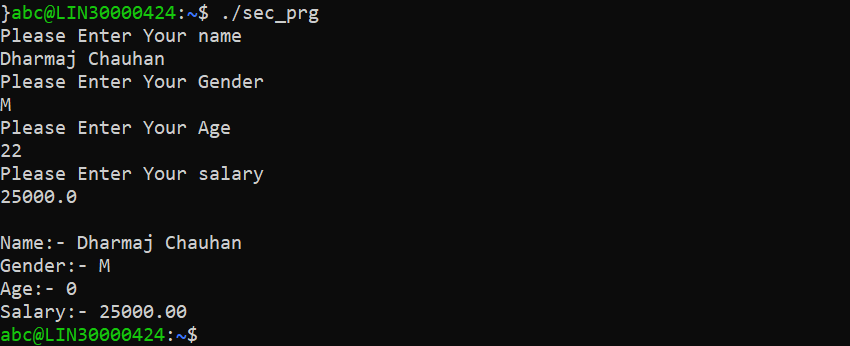 }abc@LIN30000424:~$ ./sec_prg
Please Enter Your name
Dharmaj Chauhan
Please Enter Your Gender
M
Please Enter Your Age
22
Please Enter Your salary
25000.0
Name:- Dharmaj Chauhan
Gender:- M
Age:- 0
Salary:- 25000.00
abc@LIN30000424:~$